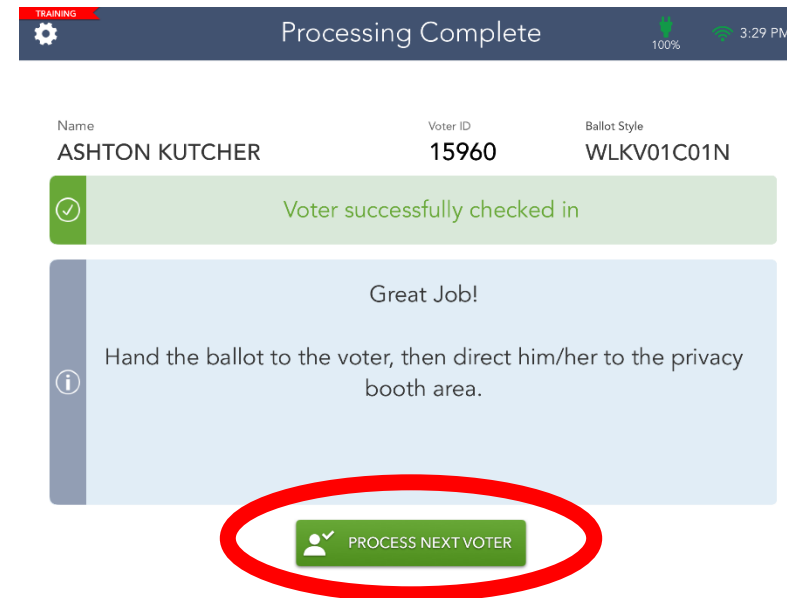 TRAINING
Processing Complete
100%
3:29 PM
Name
Voter ID
Ballot Style
ASHTON KUTCHER
15960
WLKV01C01N
Voter successfully checked in
Great Job!
Hand the ballot to the voter, then direct him/her to the privacy
booth area.
PROCESS NEXT VOTER